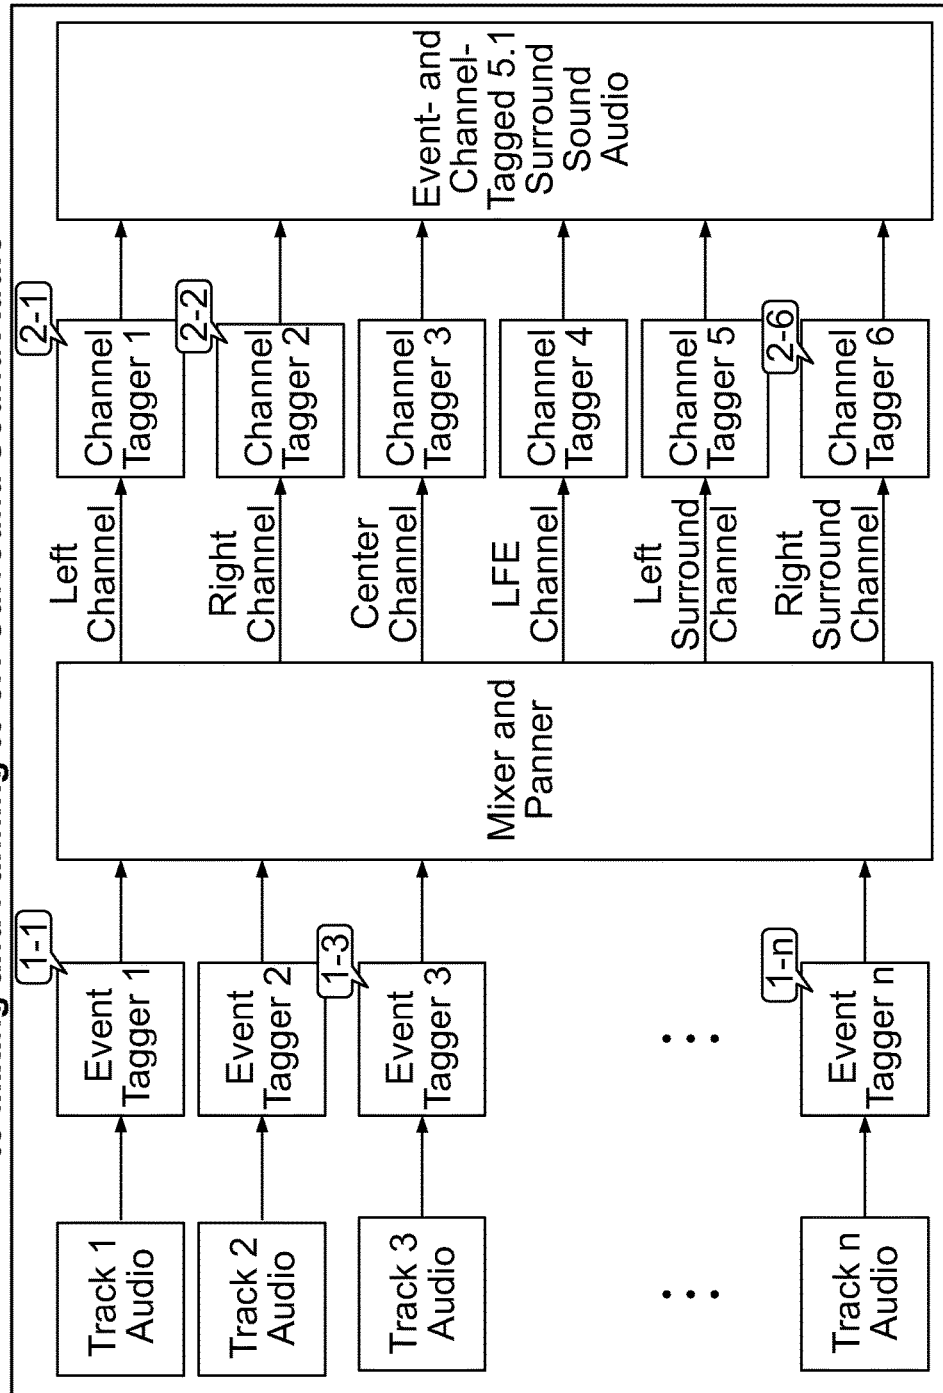 Track 1
Audio
Track 2
Audio
Track 3
Audio
Track n
Audio
1-1
Event
Tagger 1
Event
Tagger 2
1-3
Event
Tagger 3
1-n
Event
Tagger n
Mixer and
Panner
Left
Channel
Right
Channel
Center
Channel
LFE
Channel
Left
Surround
Channel
Right
Surround
Channel
2-1
Channel
Tagger 1
2-2
Channel
Tagger 2
Channel
Tagger 3
Channel
Tagger 4
Channel
Tagger 5
2-6
Channel
Tagger 6
Event- and
Channel-
Tagged 5.1
Surround
Sound
Audio